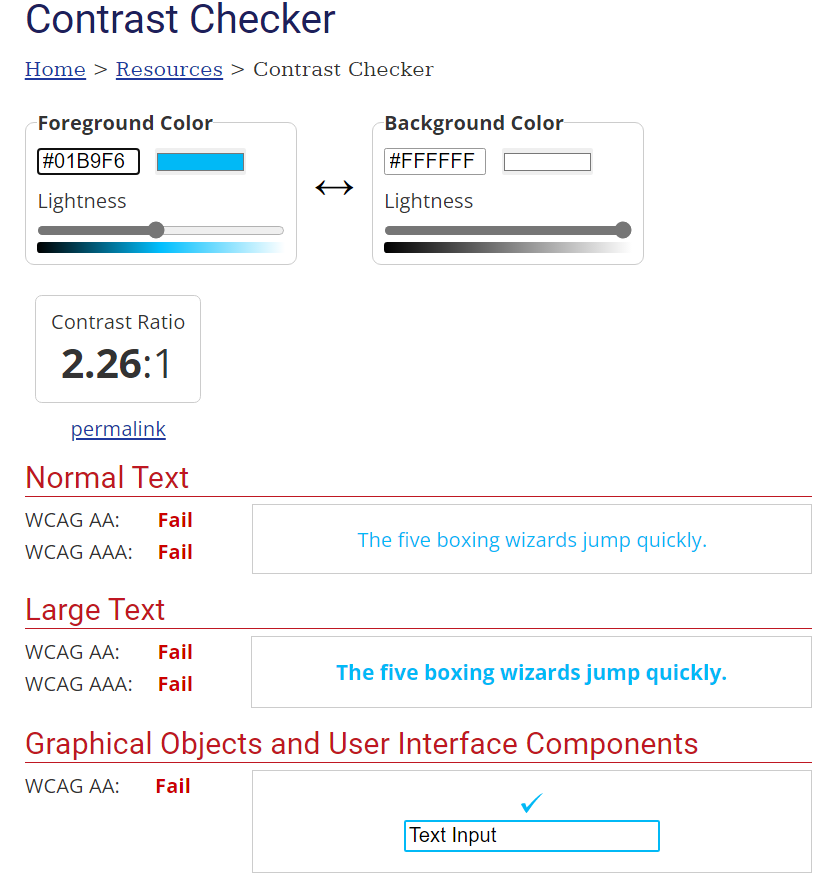 Contrast Checker
Home > Resources > Contrast Checker
Foreground Color
#01B9F6
Lightness
Background Color
#FFFFFF
Lightness
Contrast Ratio
2.26:1
permalink
Normal Text
WCAG AA: Fail
WCAG AAA: Fail
The five boxing wizards jump quickly.
Large Text
WCAG AA: Fail
WCAG AAA: Fail
The five boxing wizards jump quickly.
Graphical Objects and User Interface Components
WCAG AA: Fail
Text Input